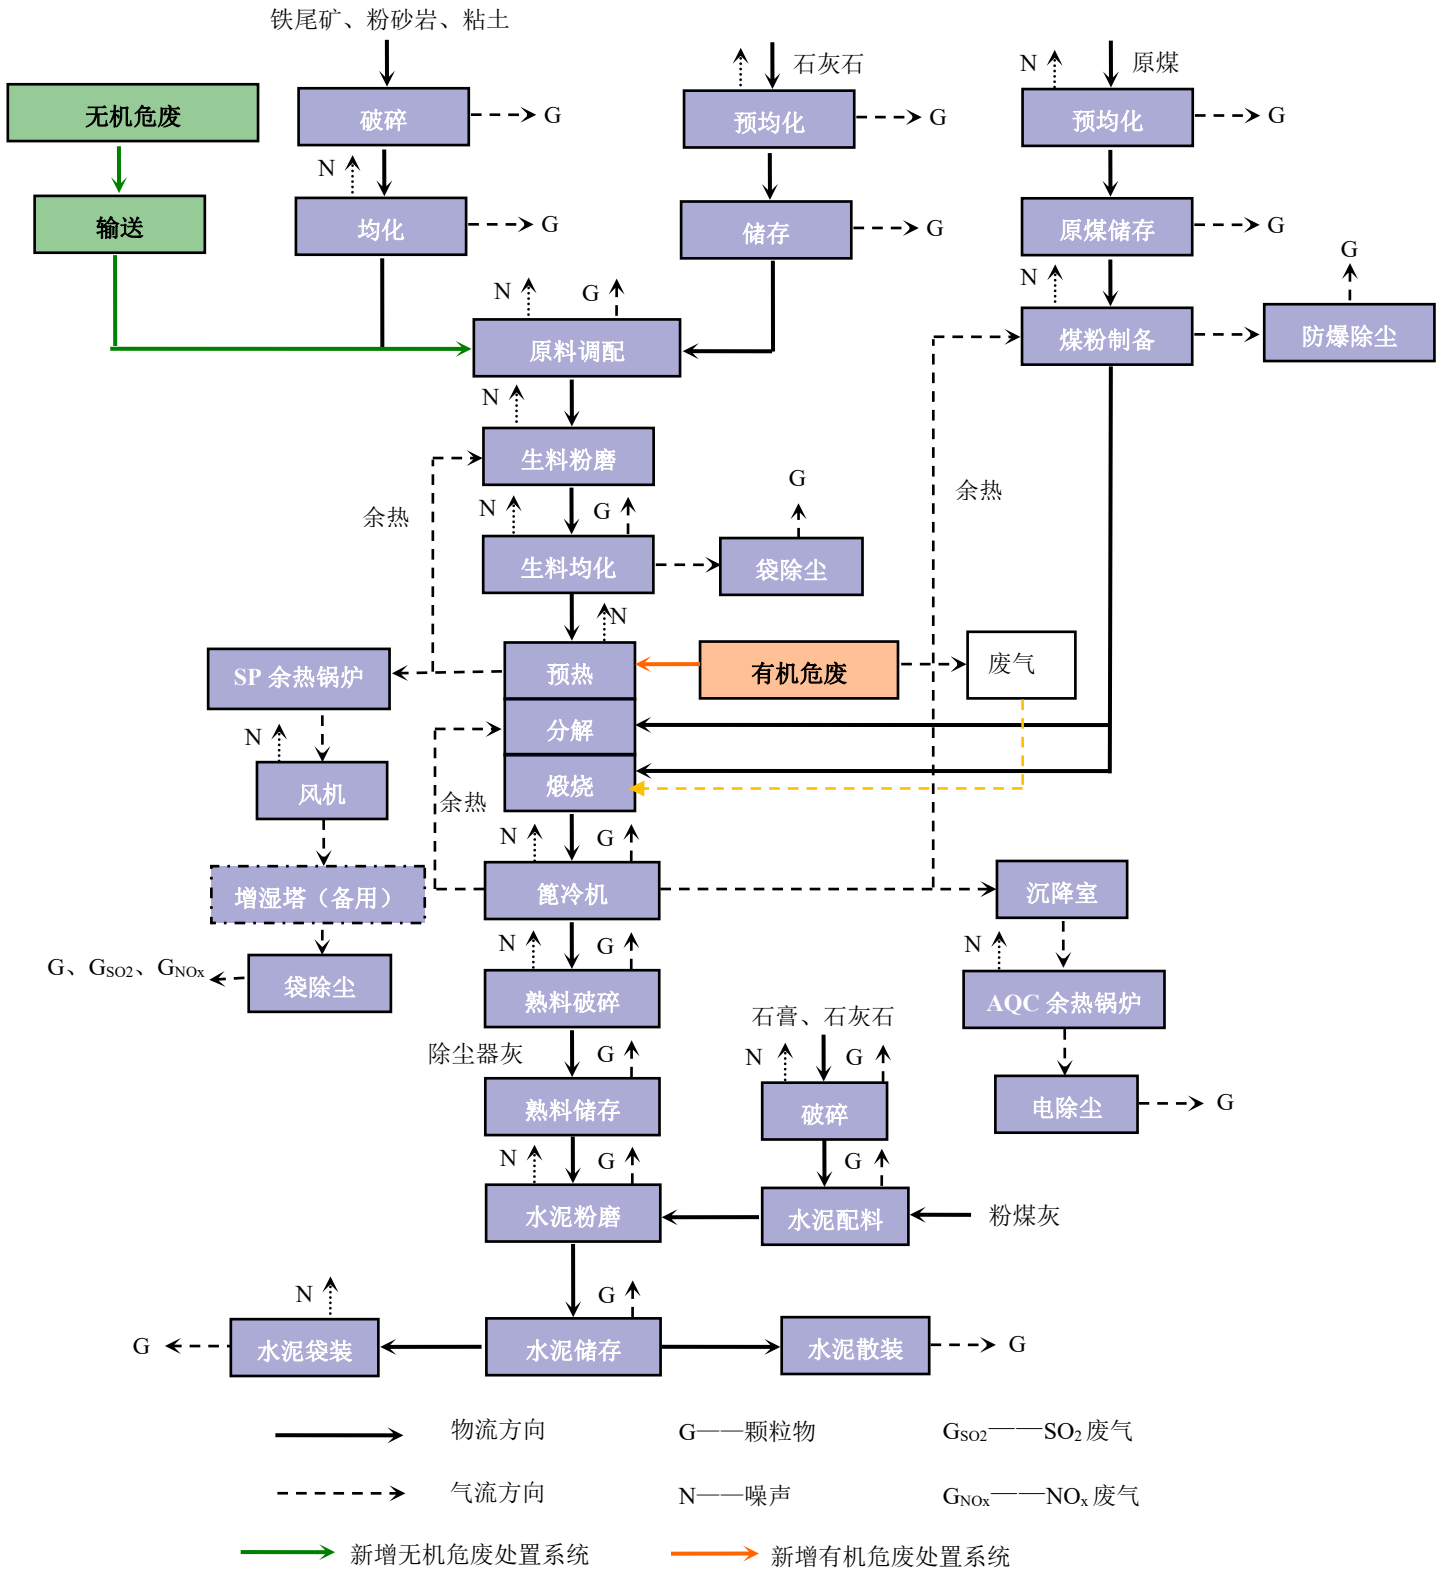 铁尾矿、粉砂岩、粘土
石灰石
N
原煤
无机危废
破碎
G
预均化
G
预均化
G
N
输送
均化
G
储存
G
原煤储存
G
G
N
N
G
原料调配
煤粉制备
防爆除尘
N
生料粉磨
余热
G
余热
N
G
生料均化
袋除尘
N
SP 余热锅炉
预热
有机危废
废气
N
分解
风机
煅烧
余热
N
G
增湿塔（备用）
篦冷机
沉降室
N
G
N
G、GSO2、GNOx
袋除尘
熟料破碎
AQC 余热锅炉
石膏、石灰石
除尘器灰
G
N
G
熟料储存
破碎
电除尘
G
N
G
G
水泥粉磨
水泥配料
粉煤灰
N
G
G
水泥袋装
水泥储存
水泥散装
G
物流方向
G——颗粒物
GSO2——SO2 废气
气流方向
N——噪声
GNOx——NOx 废气
新增无机危废处置系统
新增有机危废处置系统